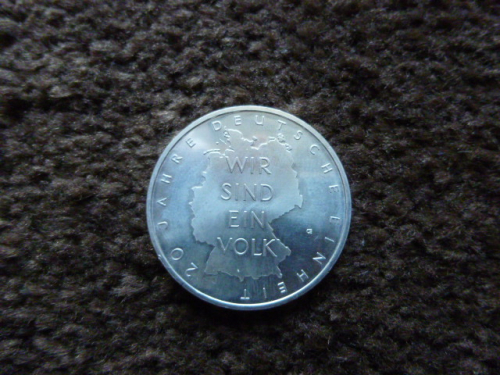 20 JAHRE DEUTSCHE EINHEIT
WIR
SIND
EIN
VOLK